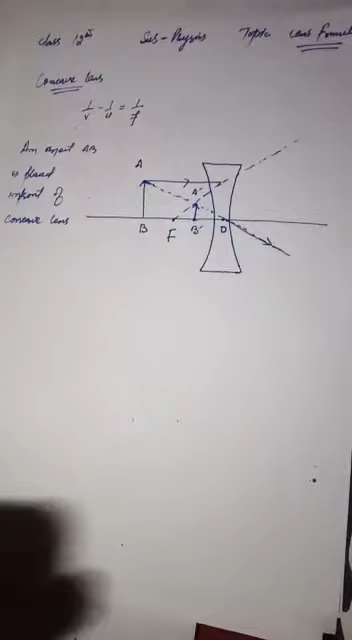 Class 12th Sub - Physics Topic Lens Formul
Concave lens
1/v - 1/u = 1/f
An object AB
is placed
infront of
concave lens
A
A'
B F B' O